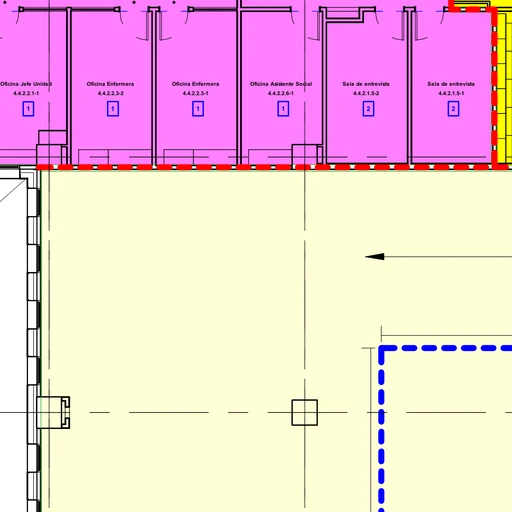 Oficina Jefe Unidad
4.4.2.2.1-1
1
Oficina Enfermera
4.4.2.2.3-2
1
Oficina Enfermera
4.4.2.2.3-1
1
Oficina Asistente Social
4.4.2.2.6-1
1
Sala de entrevista
4.4.2.1.5-2
2
Sala de entrevista
4.4.2.1.5-1
2